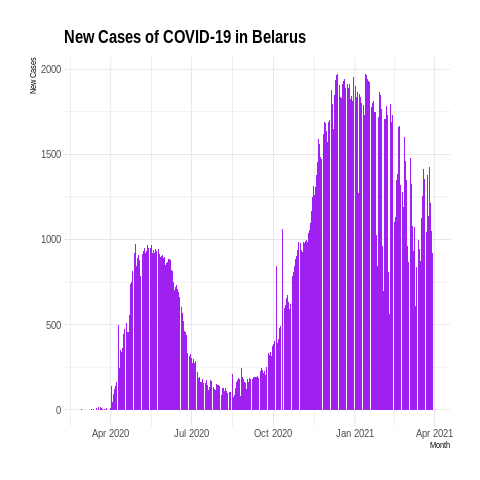 New Cases of COVID-19 in Belarus
New Cases
2000
1500
1000
500
0
Apr 2020
Jul 2020
Oct 2020
Jan 2021
Apr 2021
Month